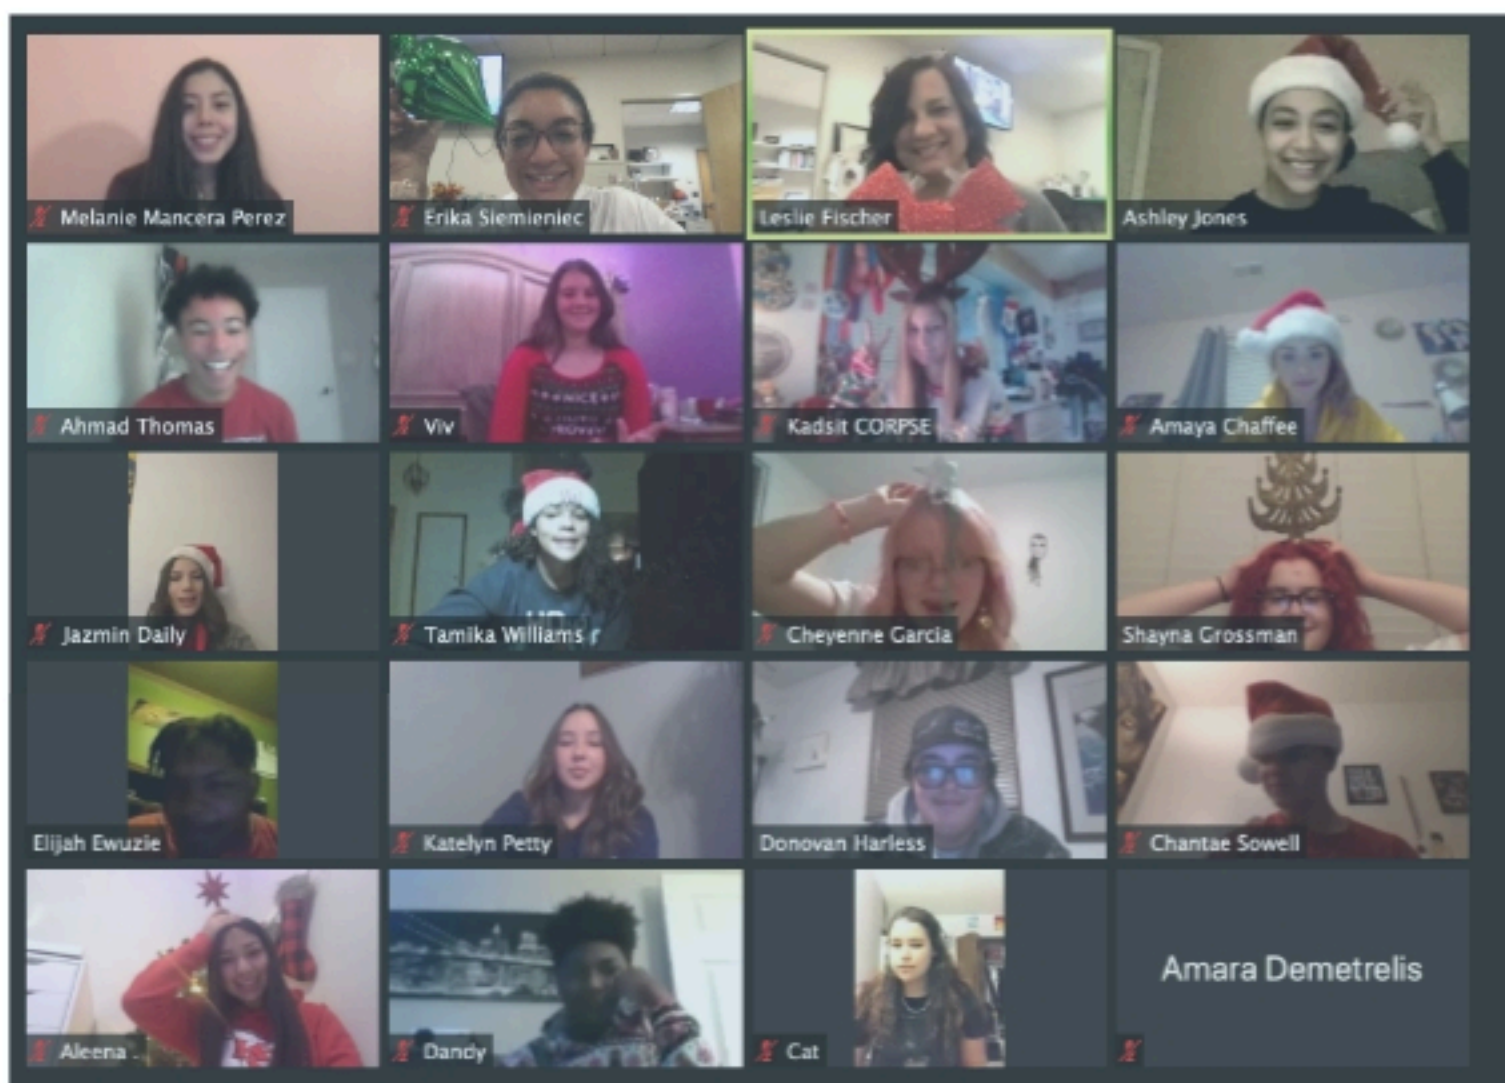 Melanie Mancera Perez
Erika Siemieniec
Leslie Fischer
Ashley Jones
Ahmad Thomas
NICE
Viv
Kadsit CORPSE
Amaya Chaffee
Jazmin Daily
Tamika Williams r
Cheyenne Garcia
Shayna Grossman
Elijah Ewuzie
Katelyn Petty
Donovan Harless
Chantae Sowell
Aleena .
Dandy
Cat
Amara Demetrelis